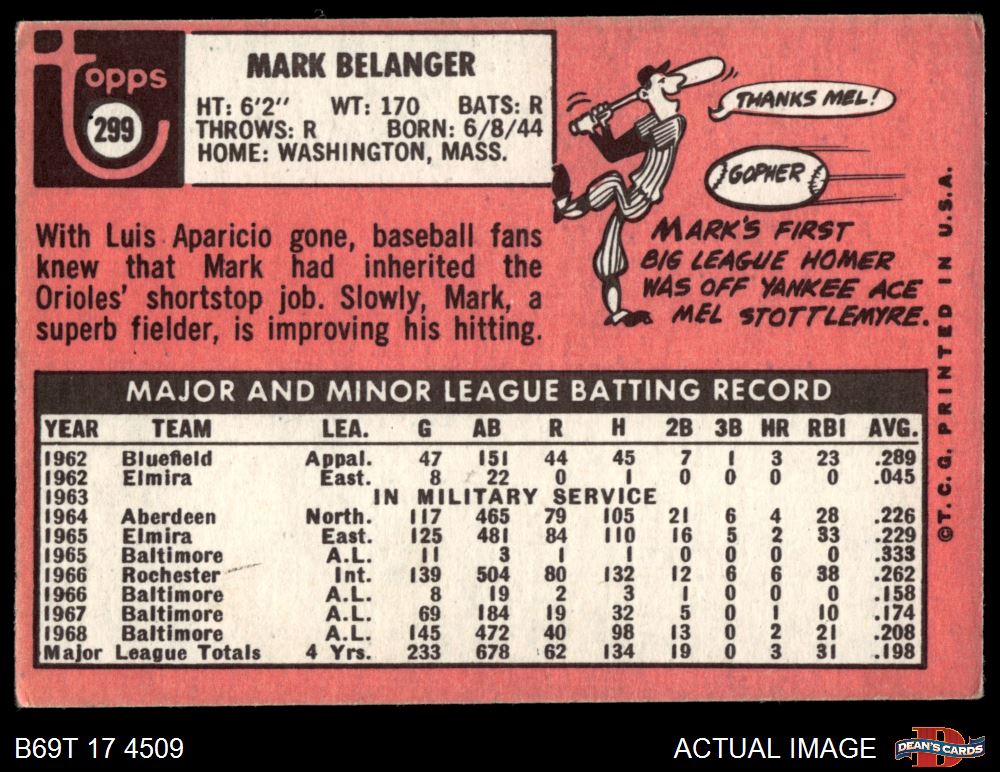 topps
299
MARK BELANGER
HT: 6'2" WT: 170 BATS: R
THROWS: R BORN: 6/8/44
HOME: WASHINGTON, MASS.
THANKS MEL!
GOPHER
MARK'S FIRST
BIG LEAGUE HOMER
WAS OFF YANKEE ACE
MEL STOTTLEMYRE.
With Luis Aparicio gone, baseball fans
knew that Mark had inherited the
Orioles' shortstop job. Slowly, Mark, a
superb fielder, is improving his hitting.
MAJOR AND MINOR LEAGUE BATTING RECORD
YEAR TEAM LEA. G AB R H 2B 3B HR RBI AVG.
1962 Bluefield Appal. 47 151 44 45 7 1 3 23 .289
1962 Elmira East. 8 22 0 1 0 0 0 0 .045
1963 IN MILITARY SERVICE
1964 Aberdeen North. 117 465 79 105 21 6 4 28 .226
1965 Elmira East. 125 481 84 110 16 5 2 33 .229
1965 Baltimore A.L. 11 3 1 1 0 0 0 0 .333
1966 Rochester Int. 139 504 80 132 12 6 6 38 .262
1966 Baltimore A.L. 8 19 2 3 1 0 0 0 .158
1967 Baltimore A.L. 69 184 19 32 5 0 1 10 .174
1968 Baltimore A.L. 145 472 40 98 13 0 2 21 .208
Major League Totals 4 Yrs. 233 678 62 134 19 0 3 31 .198
©T.C.G. PRINTED IN U.S.A.
B69T 17 4509
ACTUAL IMAGE
D
DEAN'S CARDS